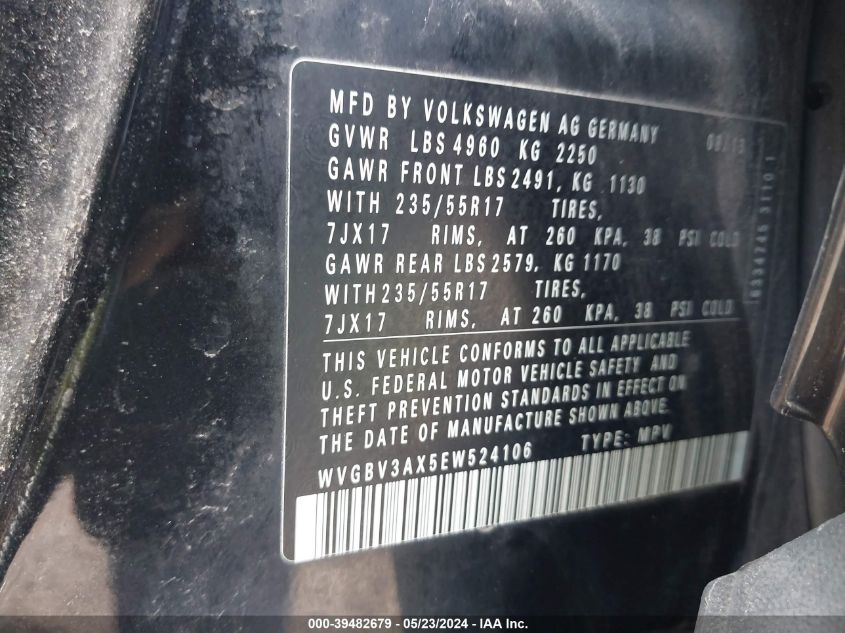 MFD BY VOLKSWAGEN AG GERMANY
GVWR LBS 4960 KG 2250
GAWR FRONT LBS 2491, KG 1130
WITH 235/55R17 TIRES,
7JX17 RIMS, AT 260 KPA, 38 PSI COLD
GAWR REAR LBS 2579, KG 1170
WITH 235/55R17 TIRES,
7JX17 RIMS, AT 260 KPA, 38 PSI COLD
THIS VEHICLE CONFORMS TO ALL APPLICABLE
U.S. FEDERAL MOTOR VEHICLE SAFETY AND
THEFT PREVENTION STANDARDS IN EFFECT ON
THE DATE OF MANUFACTURE SHOWN ABOVE.
WVGBV3AX5EW524106 TYPE: MPV
000-39482679 / 05/23/2024 - IAA Inc.